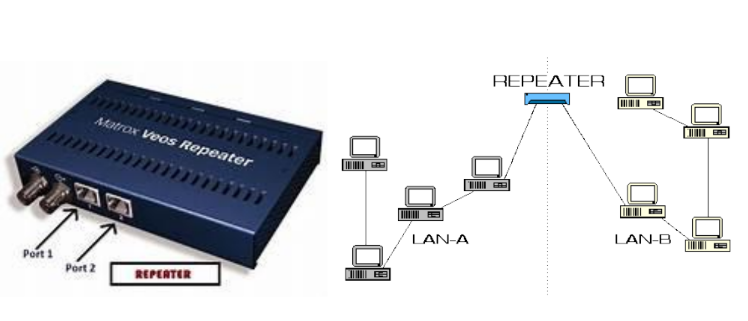 Matrox Veos Repeater
Port 1
Port 2
REPEATER
REPEATER
LAN-A
LAN-B